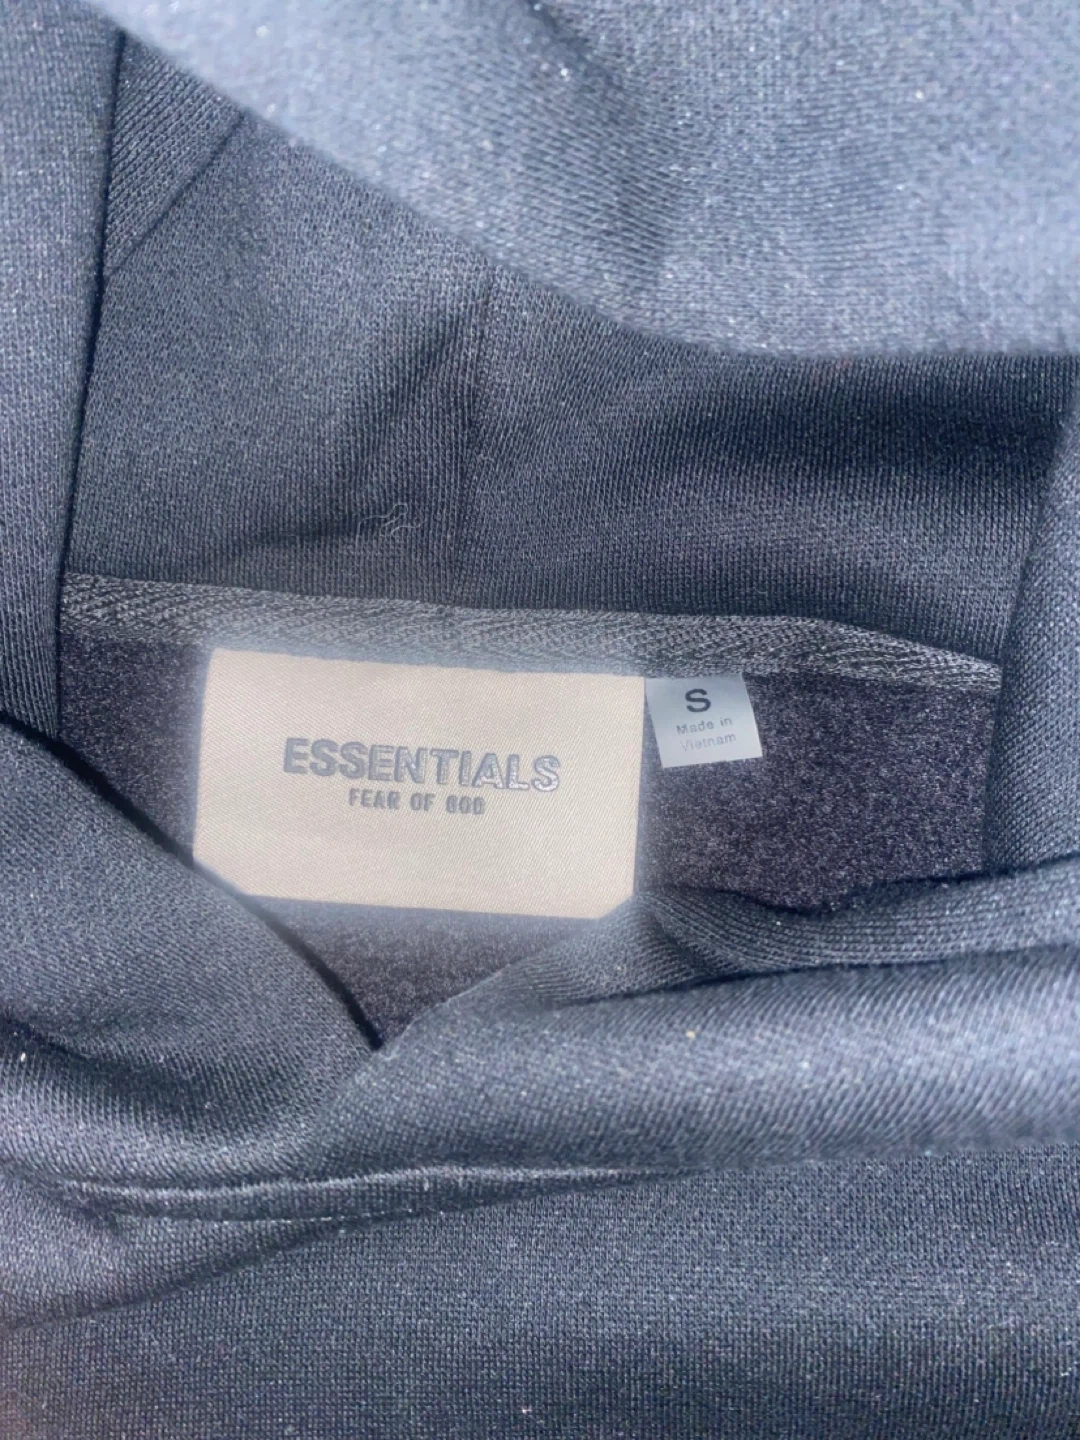 ESSENTIALS
FEAR OF GOD
S
Made in
Vietnam